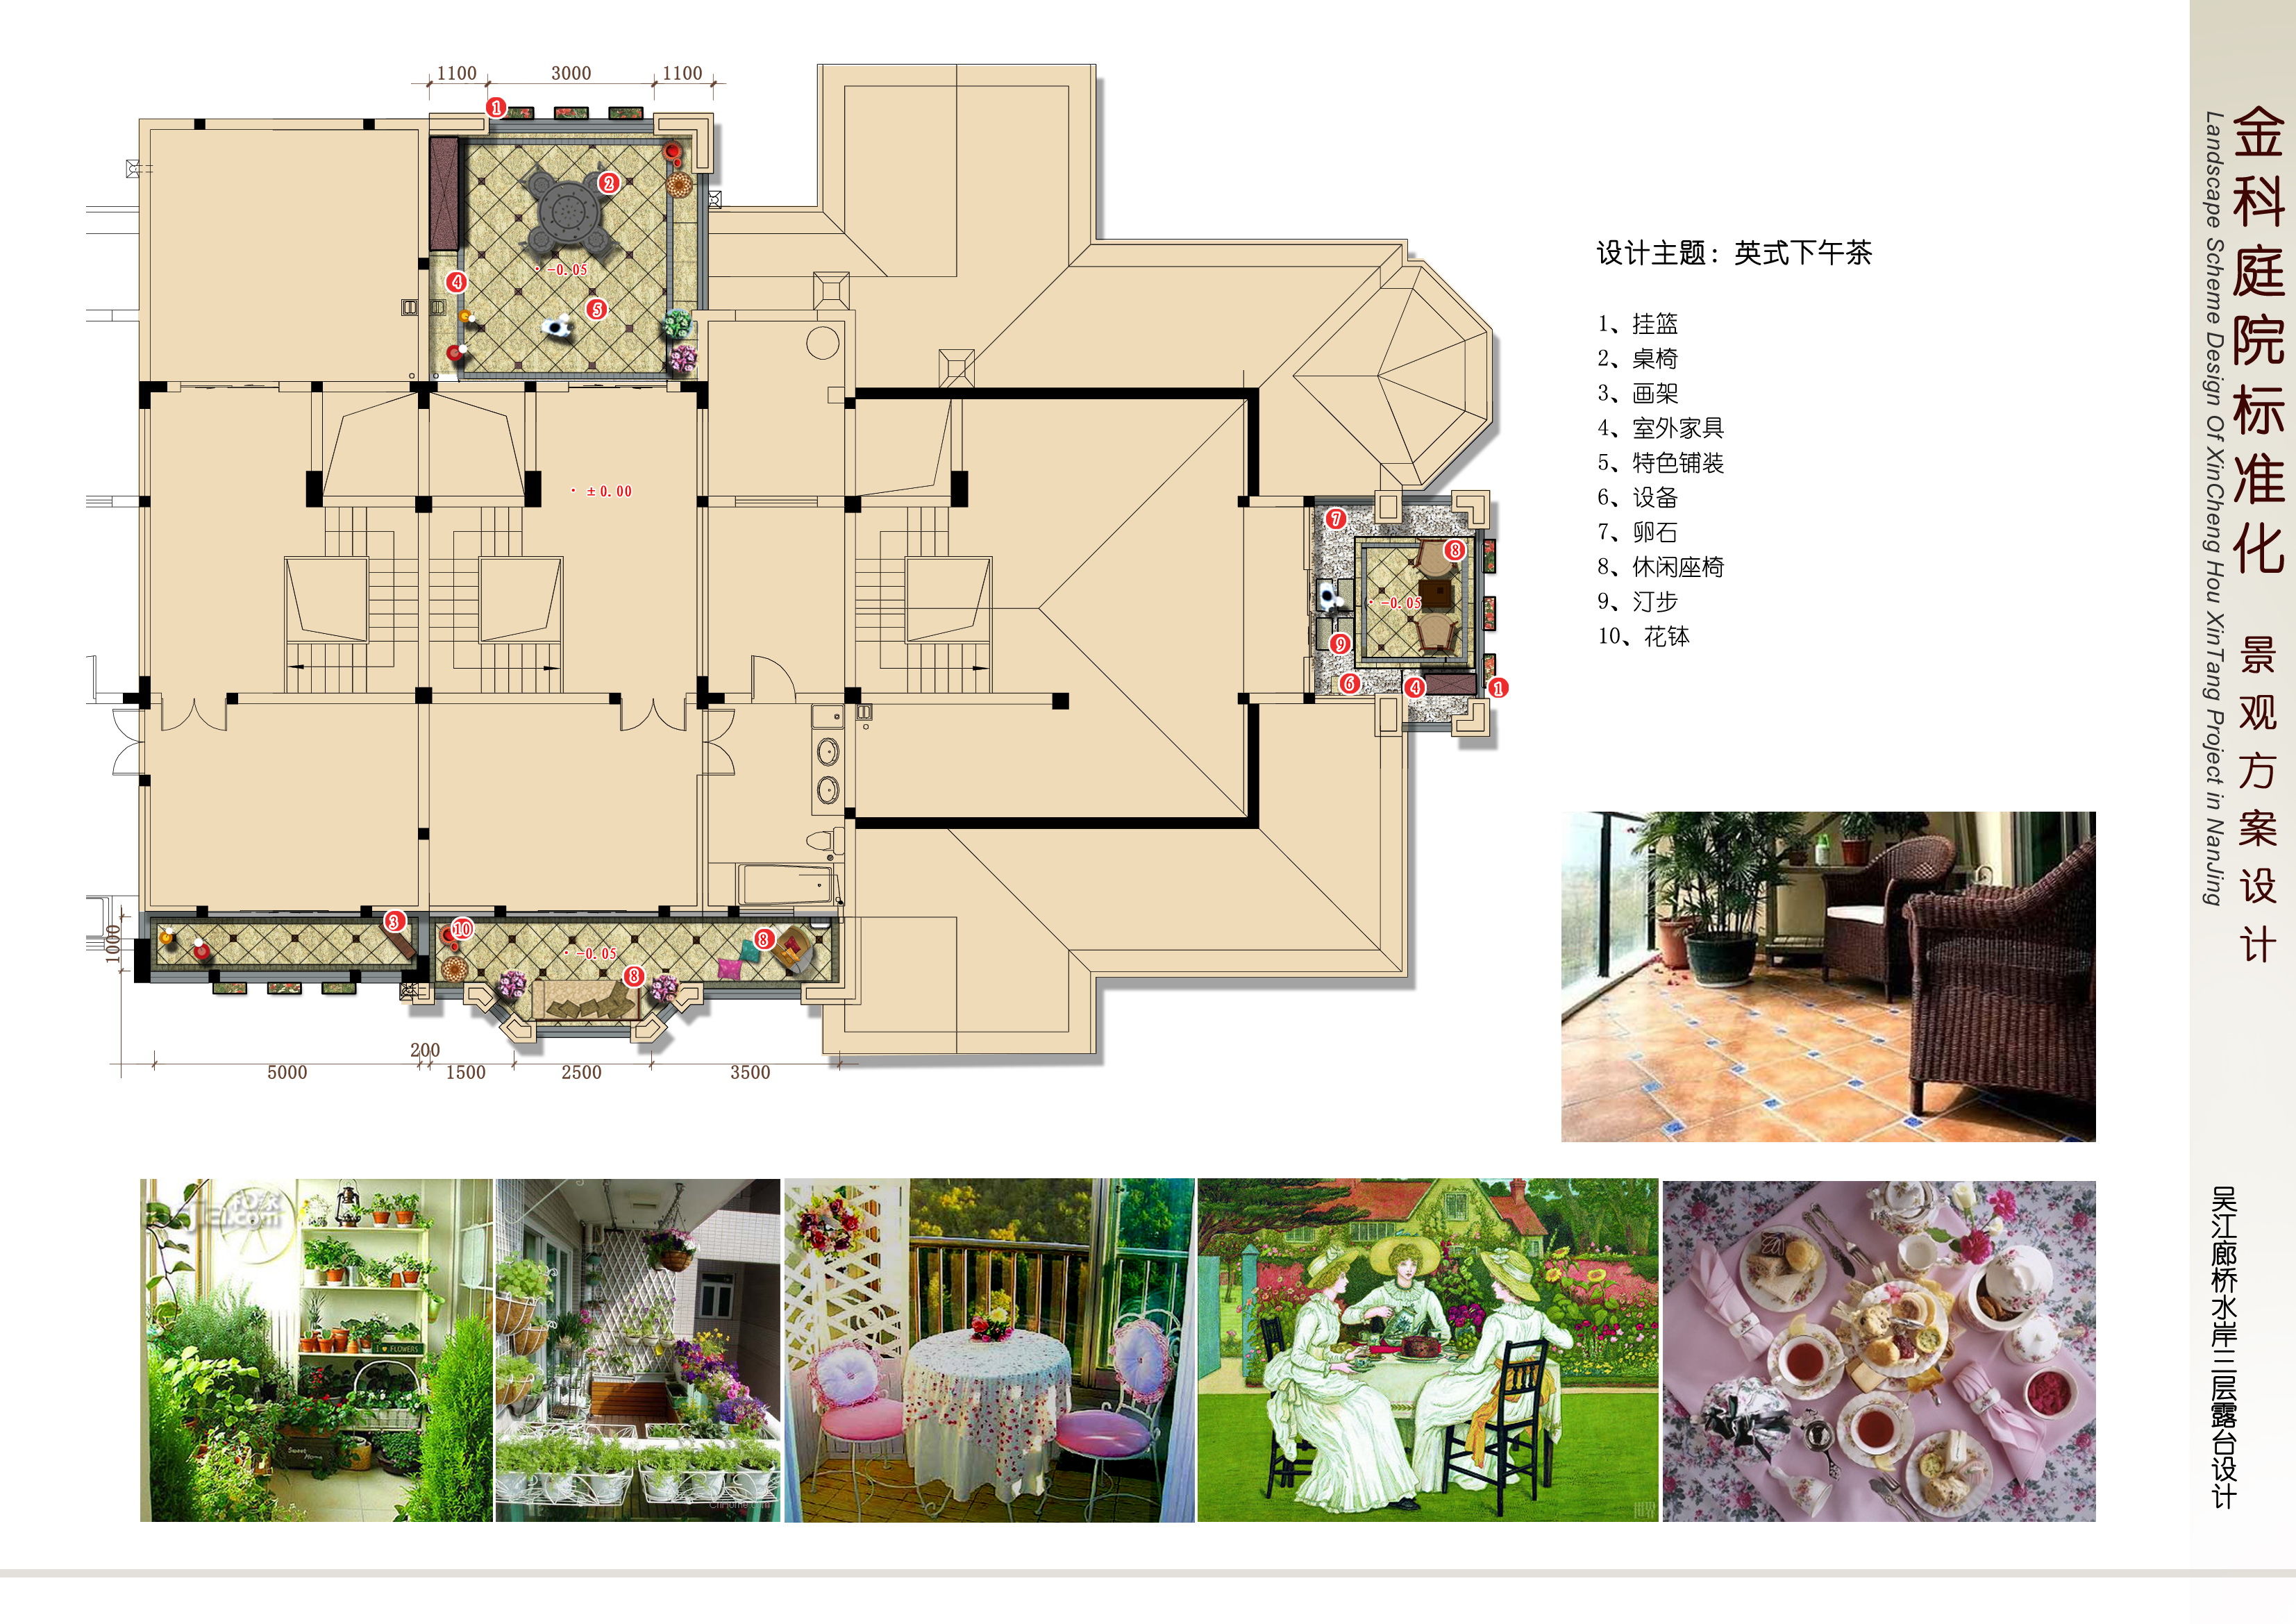 1100
3000
1100
1
2
-0.05
4
5
±0.00
7
8
-0.05
9
6
4
1
3
10
-0.05
8
8
1000
200
5000
1500
2500
3500
设计主题：英式下午茶
1、挂篮
2、桌椅
3、画架
4、室外家具
5、特色铺装
6、设备
7、卵石
8、休闲座椅
9、汀步
10、花钵
金科庭院标准化 景观方案设计
Landscape Scheme Design Of XinCheng Hou XinTang Project in NanJing
吴江廊桥水岸三层露台设计
I ♥ FLOWERS
Sweet
Home